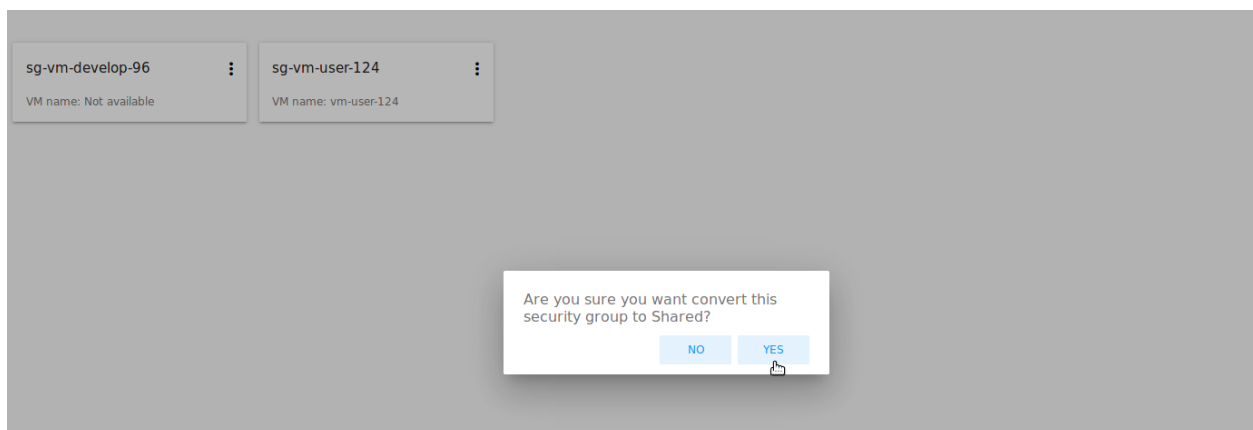 sg-vm-develop-96
VM name: Not available
sg-vm-user-124
VM name: vm-user-124
Are you sure you want convert this
security group to Shared?
NO YES